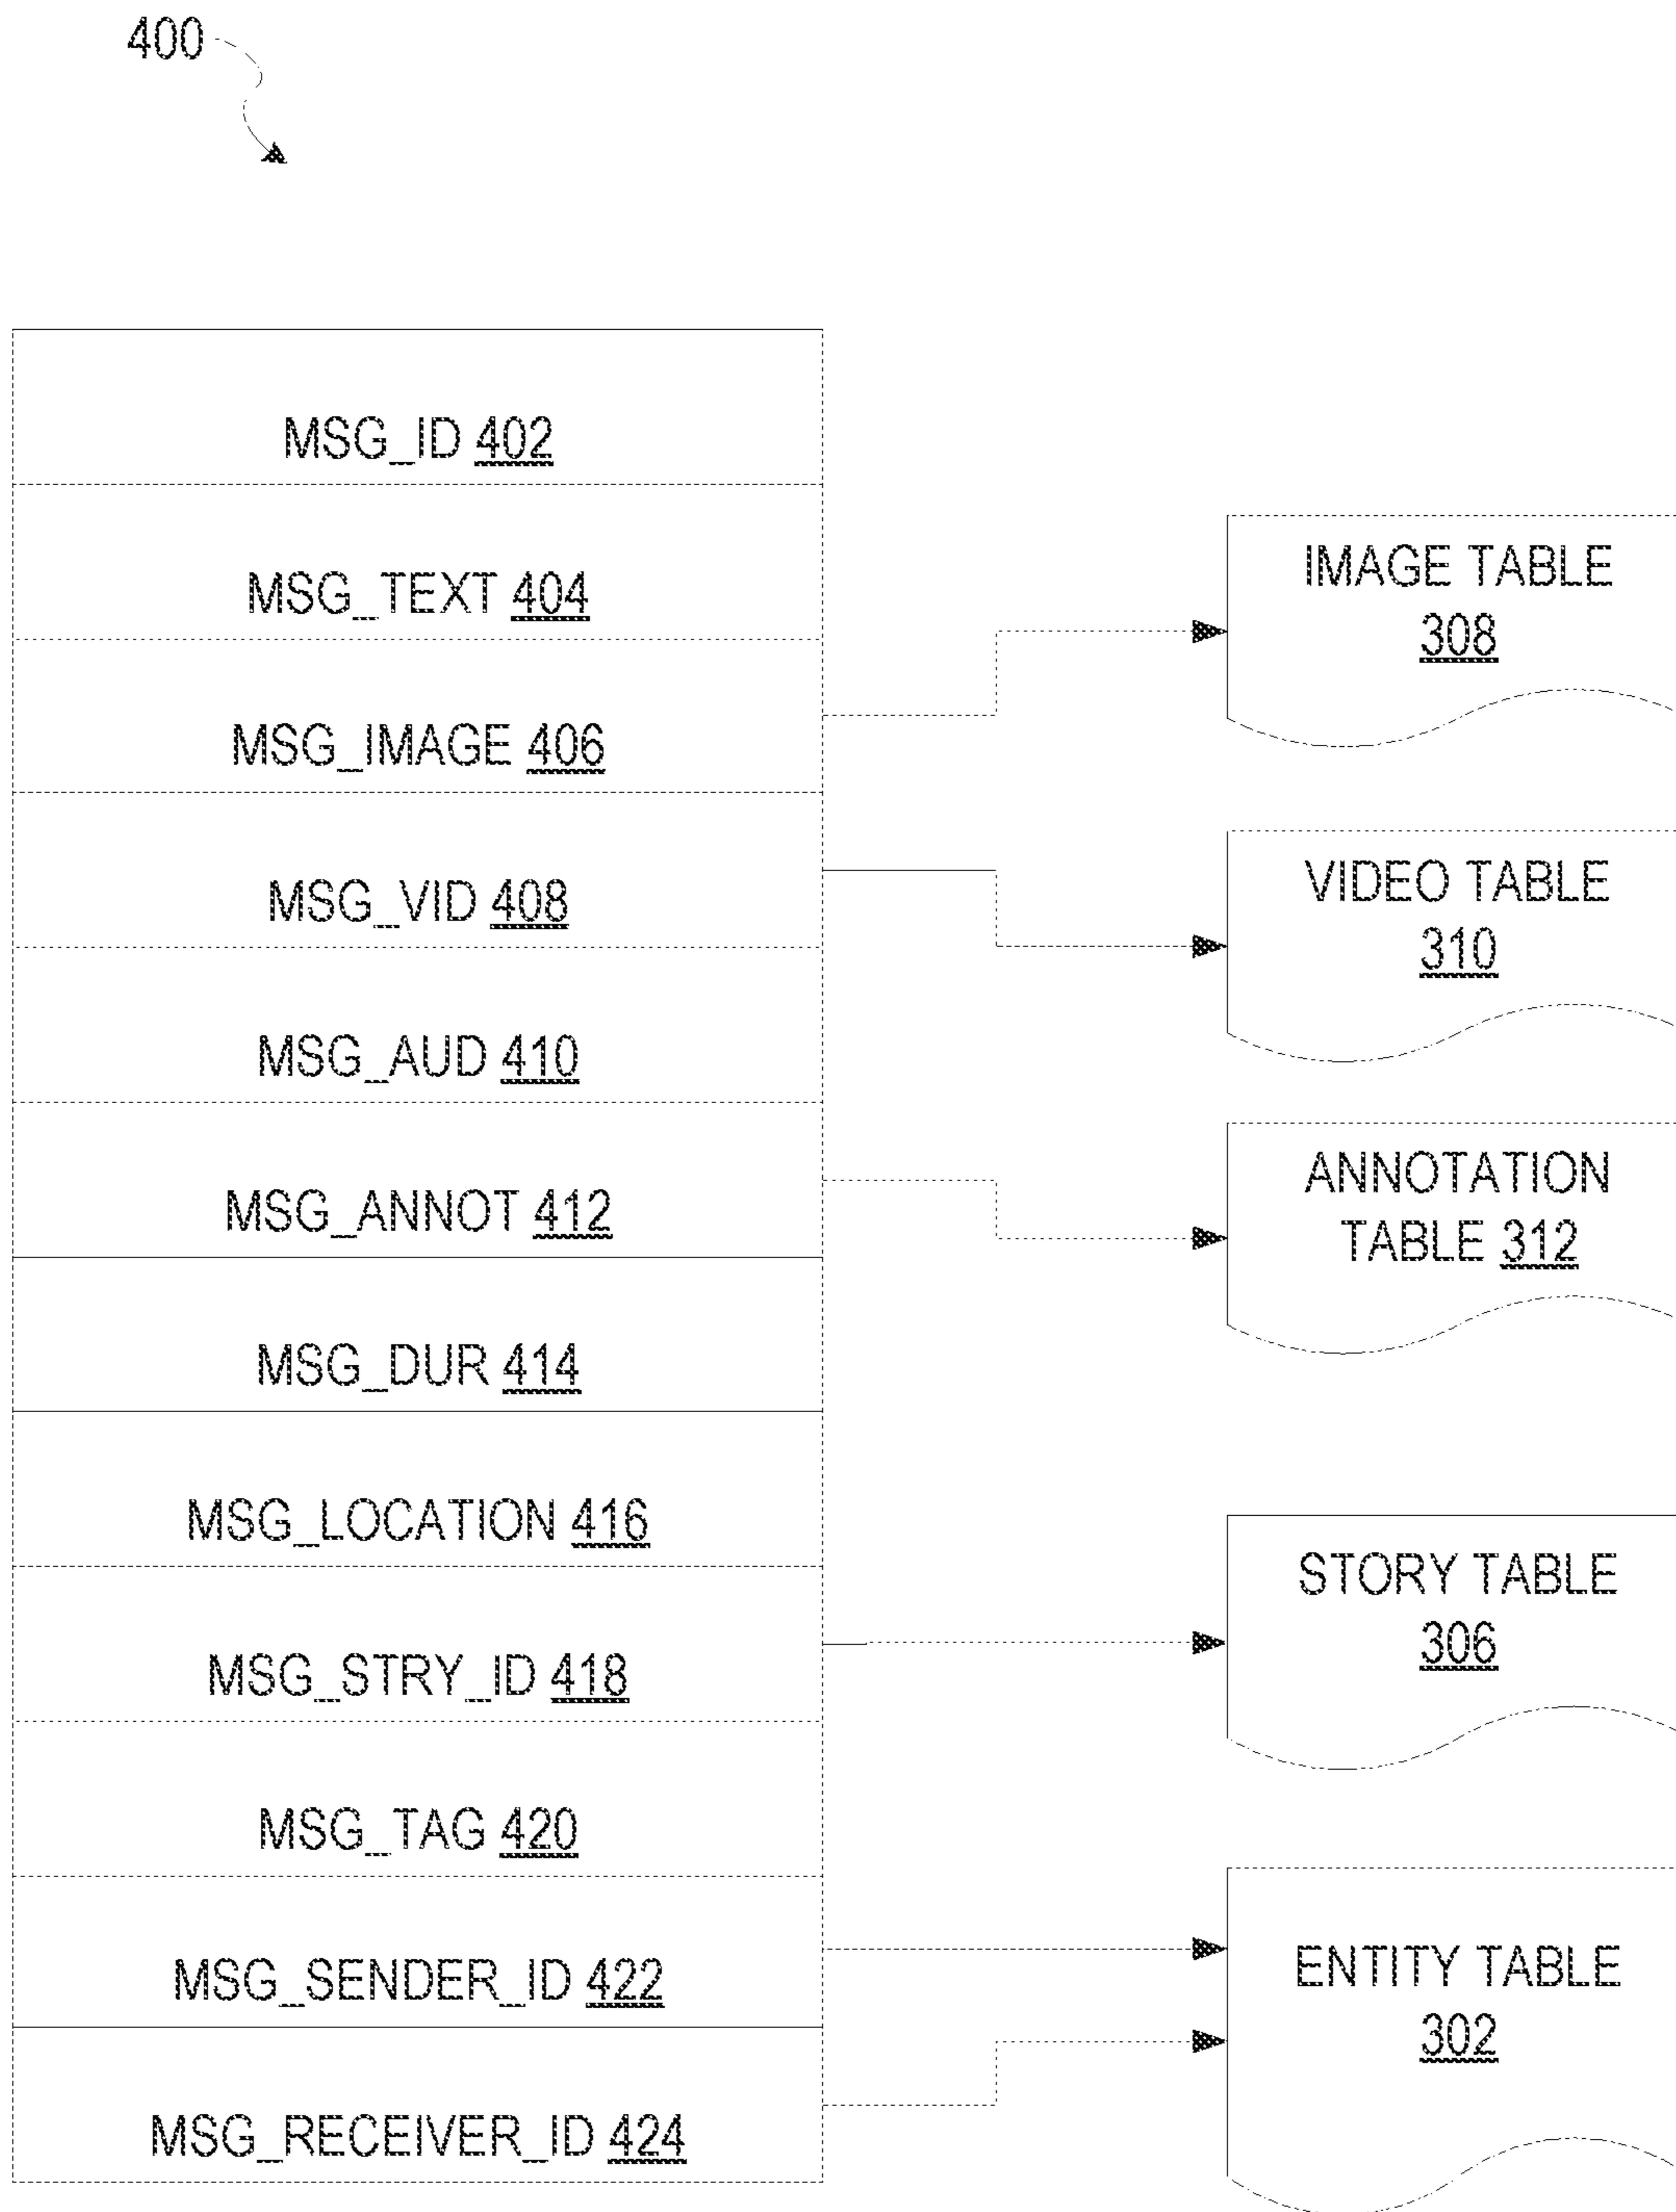 400
MSG_ID 402
MSG_TEXT 404
MSG_IMAGE 406
MSG_VID 408
MSG_AUD 410
MSG_ANNOT 412
MSG_DUR 414
MSG_LOCATION 416
MSG_STRY_ID 418
MSG_TAG 420
MSG_SENDER_ID 422
MSG_RECEIVER_ID 424
IMAGE TABLE
308
VIDEO TABLE
310
ANNOTATION
TABLE 312
STORY TABLE
306
ENTITY TABLE
302